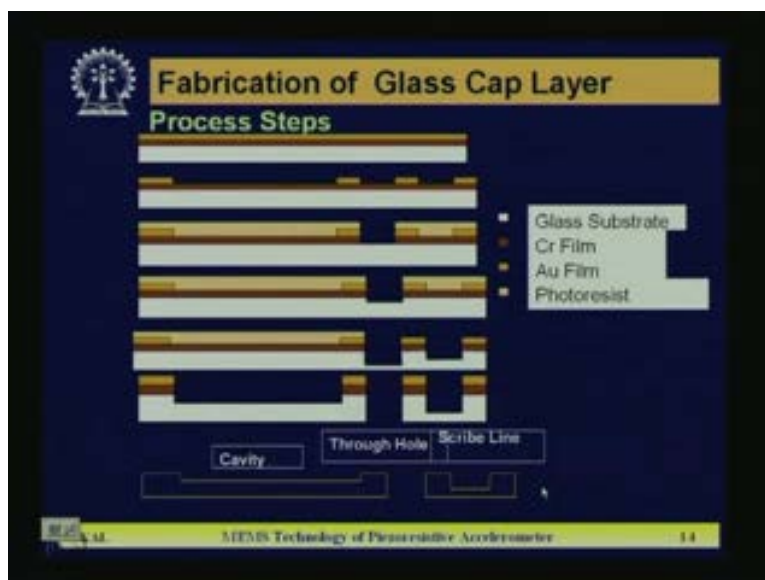 Fabrication of Glass Cap Layer
Process Steps
Glass Substrate
Cr Film
Au Film
Photoresist
Cavity
Through Hole
Scribe Line
MEMS Technology of Piezoresistive Accelerometer
14